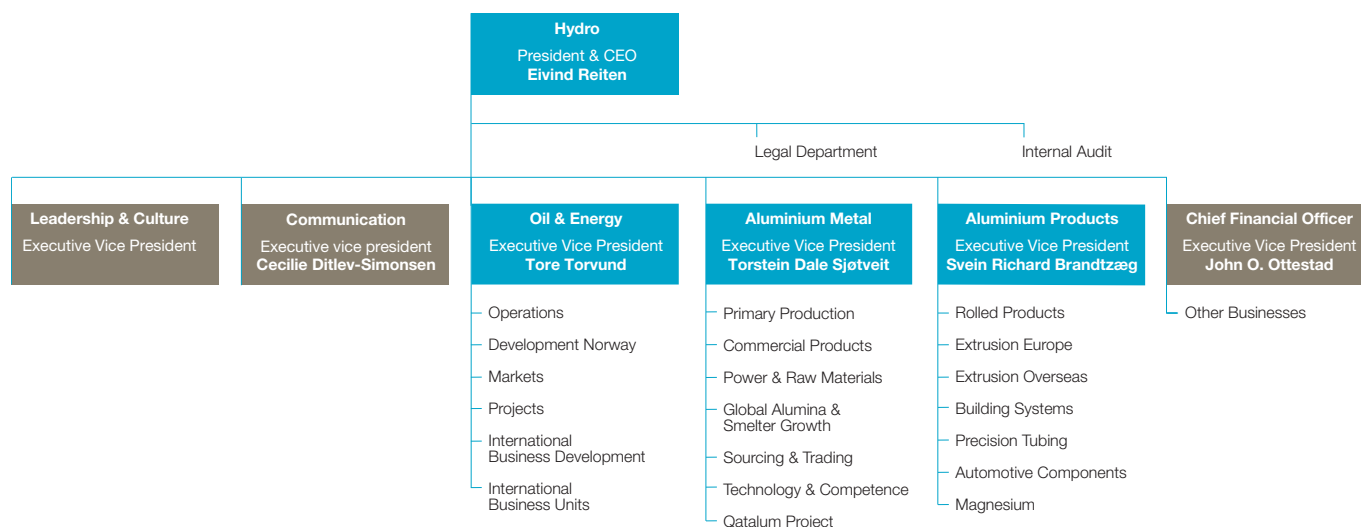 Hydro
President & CEO
Eivind Reiten
Legal Department
Internal Audit
Leadership & Culture
Executive Vice President
Communication
Executive vice president
Cecilie Ditlev-Simonsen
Oil & Energy
Executive Vice President
Tore Torvund
Aluminium Metal
Executive Vice President
Torstein Dale Sjøtveit
Aluminium Products
Executive Vice President
Svein Richard Brandtzæg
Chief Financial Officer
Executive Vice President
John O. Ottestad
Operations
Development Norway
Markets
Projects
International
Business Development
International
Business Units
Primary Production
Commercial Products
Power & Raw Materials
Global Alumina &
Smelter Growth
Sourcing & Trading
Technology & Competence
Qatalum Project
Rolled Products
Extrusion Europe
Extrusion Overseas
Building Systems
Precision Tubing
Automotive Components
Magnesium
Other Businesses